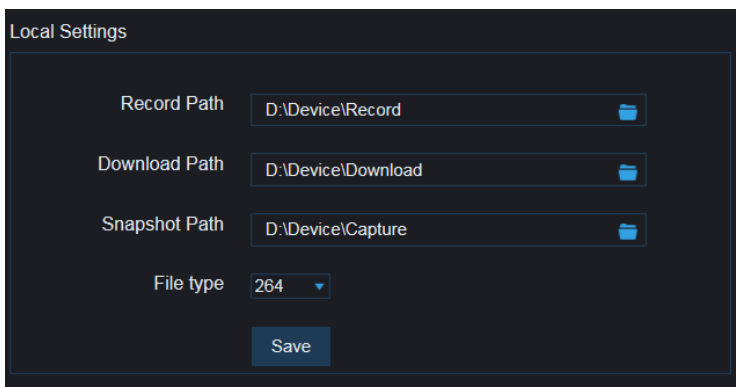 Local Settings
Record Path D:\Device\Record
Download Path D:\Device\Download
Snapshot Path D:\Device\Capture
File type 264
Save